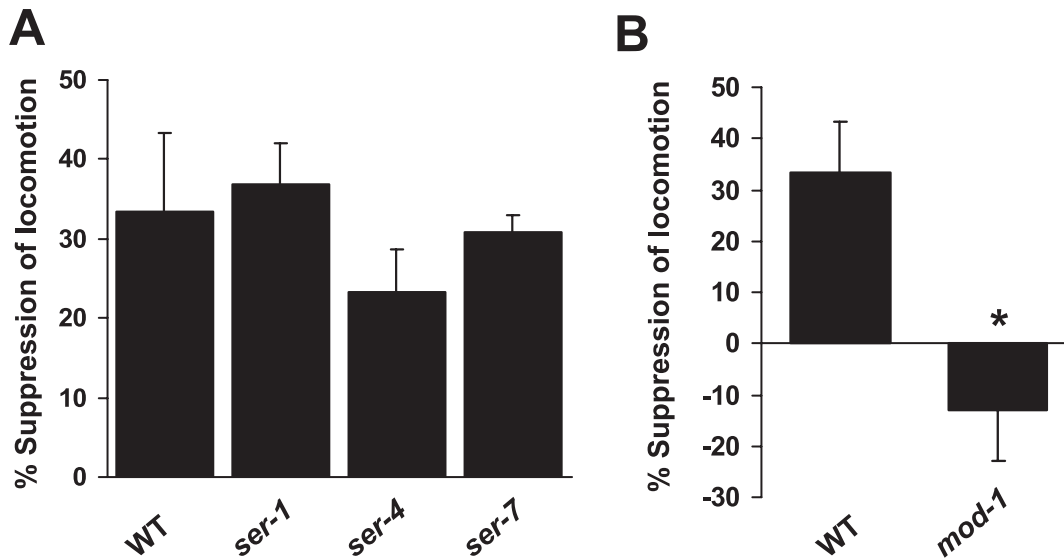 A
% Suppression of locomotion
50
40
30
20
10
0
WT
ser-1
ser-4
ser-7
B
% Suppression of locomotion
50
40
30
20
10
0
-10
-20
-30
*
WT
mod-1